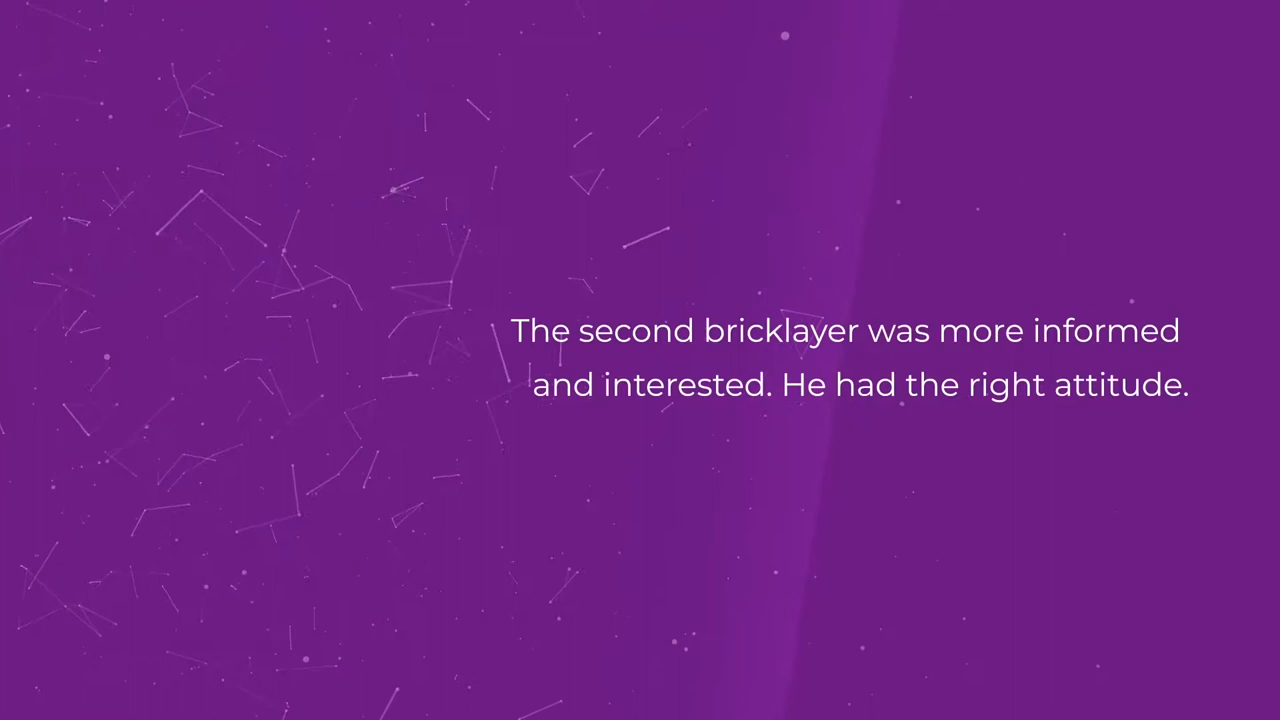 The second bricklayer was more informed
and interested. He had the right attitude.